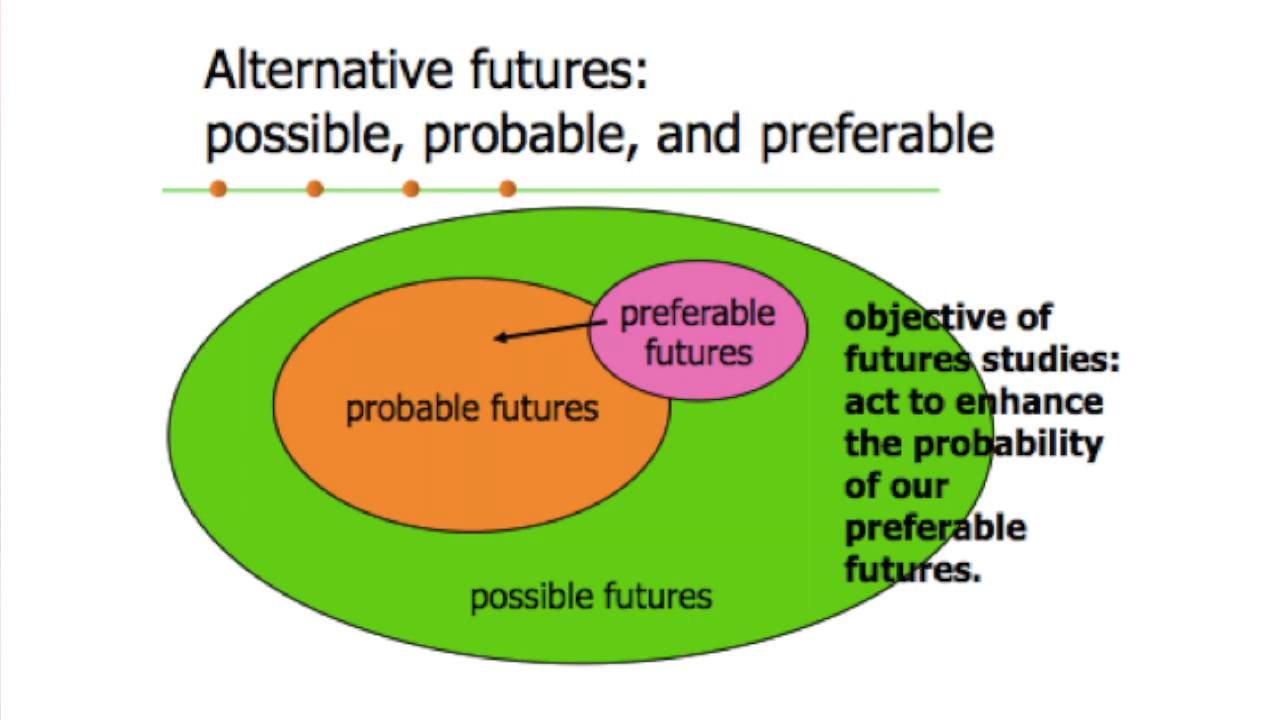 Alternative futures:
possible, probable, and preferable
preferable
futures
probable futures
possible futures
objective of
futures studies:
act to enhance
the probability
of our
preferable
futures.